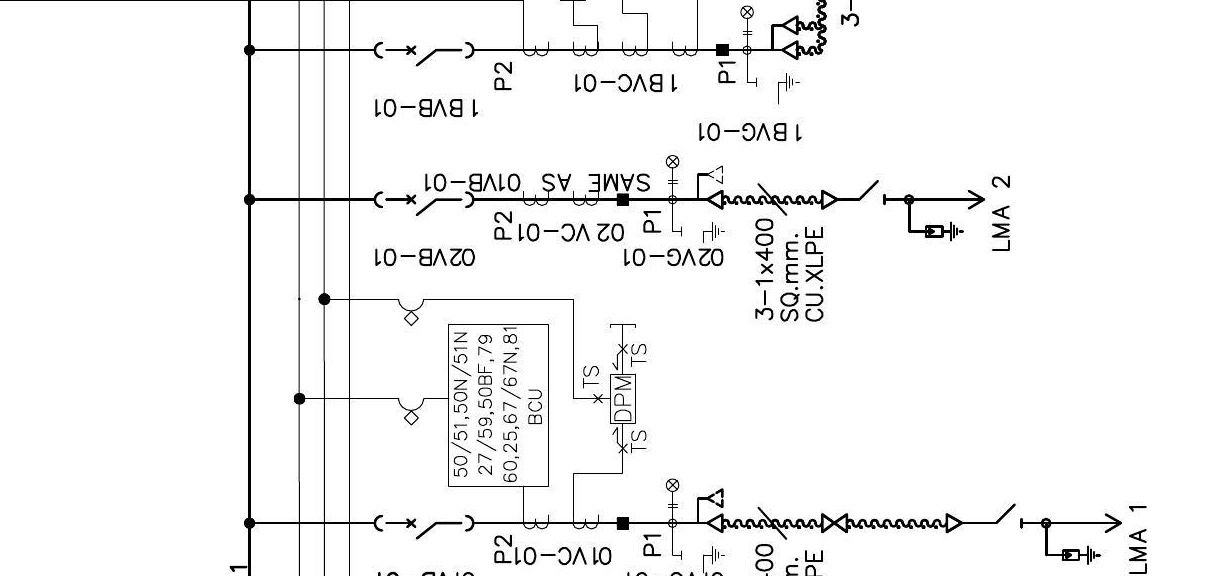 3-
P2
1BVC-01
P1
1BVB-01
1BVG-01
SAME AS 01VB-01
P2
02VC-01
P1
02VB-01
02VG-01
3-1x400
SQ.mm.
CU.XLPE
LMA 2
50/51,50N/51N
27/59,50BF,79
60,25,67/67N,81
BCU
TS
TS
DPM
TS
P2
01VC-01
P1
LMA 1
1